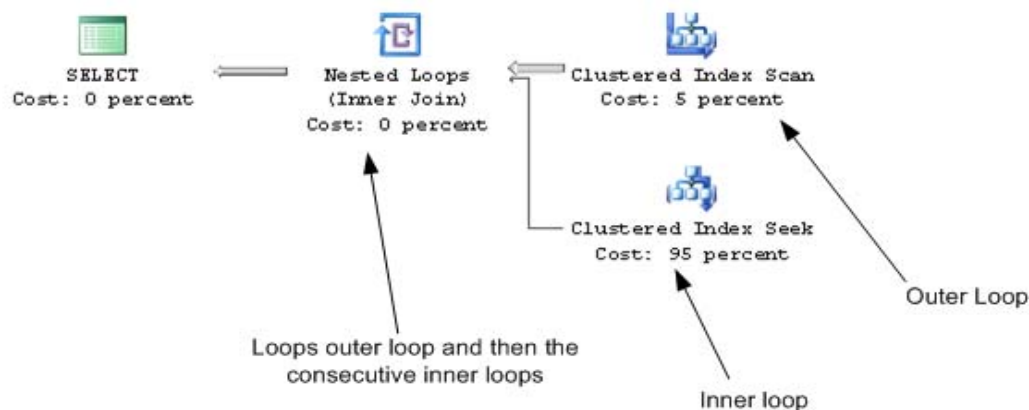 SELECT
Cost: 0 percent
Nested Loops
(Inner Join)
Cost: 0 percent
Clustered Index Scan
Cost: 5 percent
Clustered Index Seek
Cost: 95 percent
Outer Loop
Loops outer loop and then the
consecutive inner loops
Inner loop